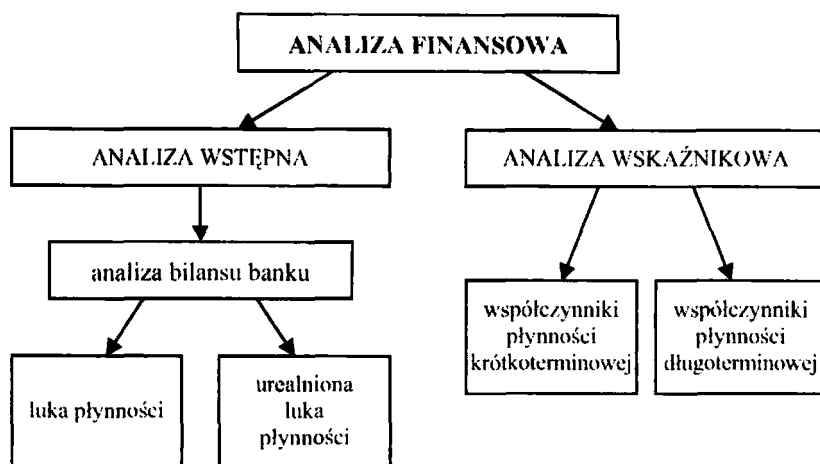 ANALIZA FINANSOWA
ANALIZA WSTĘPNA
ANALIZA WSKAŹNIKOWA
analiza bilansu banku
współczynniki
płynności
krótkoterminowej
współczynniki
płynności
długoterminowej
luka płynności
urealniona
luka
płynności